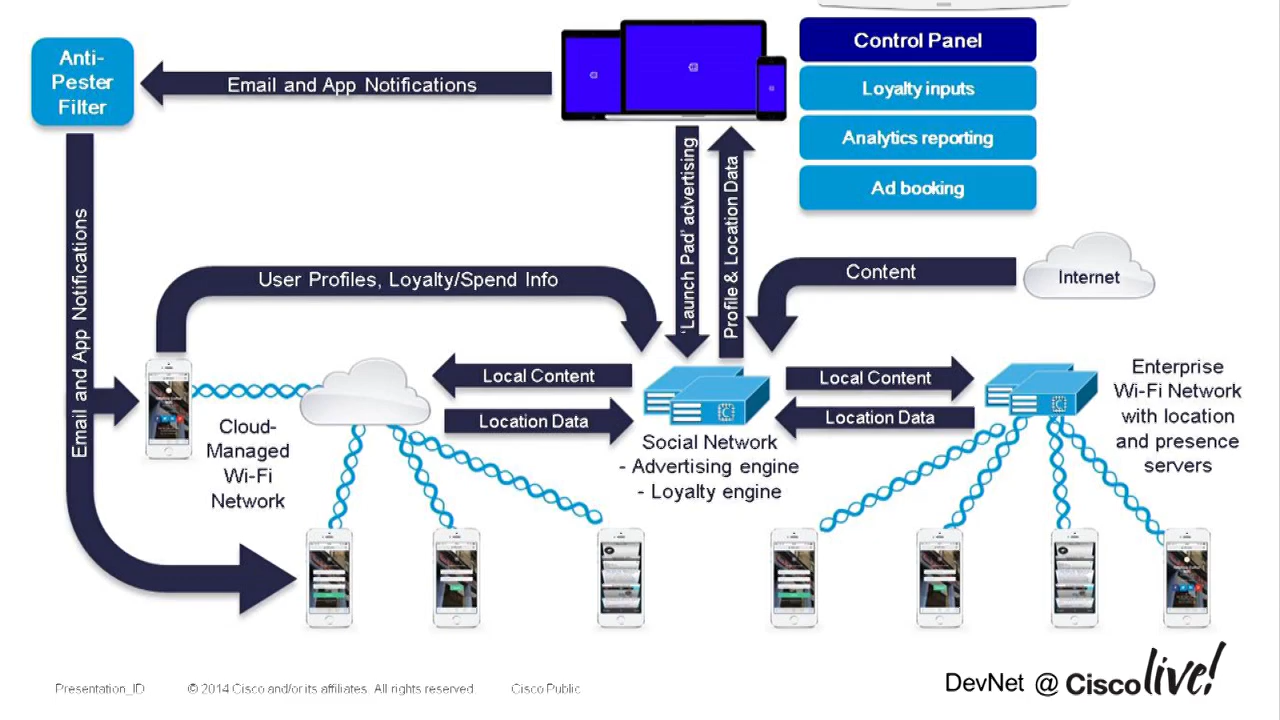 Control Panel
Loyalty inputs
Analytics reporting
Ad booking
Anti-
Pester
Filter
Email and App Notifications
Email and App Notifications
'Launch Pad' advertising
Profile & Location Data
User Profiles, Loyalty/Spend Info
Content
Internet
Local Content
Location Data
Local Content
Location Data
Cloud-
Managed
Wi-Fi
Network
Social Network
- Advertising engine
- Loyalty engine
Enterprise
Wi-Fi Network
with location
and presence
servers
Presentation_ID
© 2014 Cisco and/or its affiliates. All rights reserved.
Cisco Public
DevNet @ Cisco live!